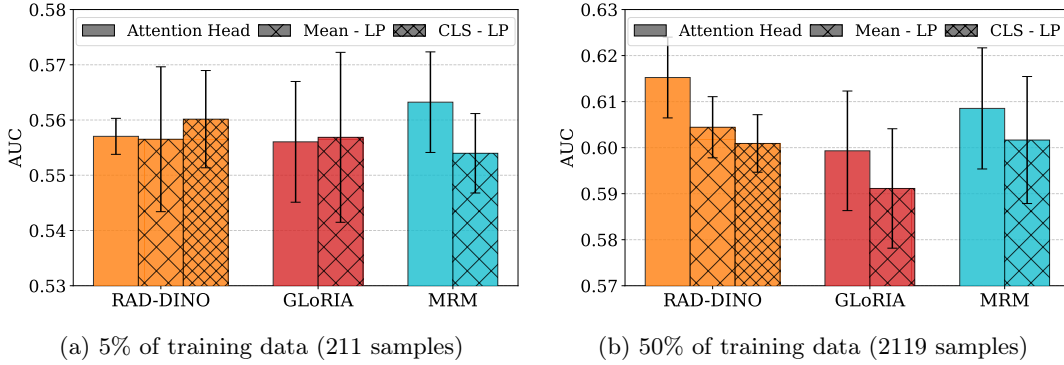 0.58
0.57
0.56
0.55
0.54
0.53
AUC
Attention Head
Mean - LP
CLS - LP
RAD-DINO
GLoRIA
MRM
(a) 5% of training data (211 samples)
0.63
0.62
0.61
0.60
0.59
0.58
0.57
AUC
Attention Head
Mean - LP
CLS - LP
RAD-DINO
GLoRIA
MRM
(b) 50% of training data (2119 samples)